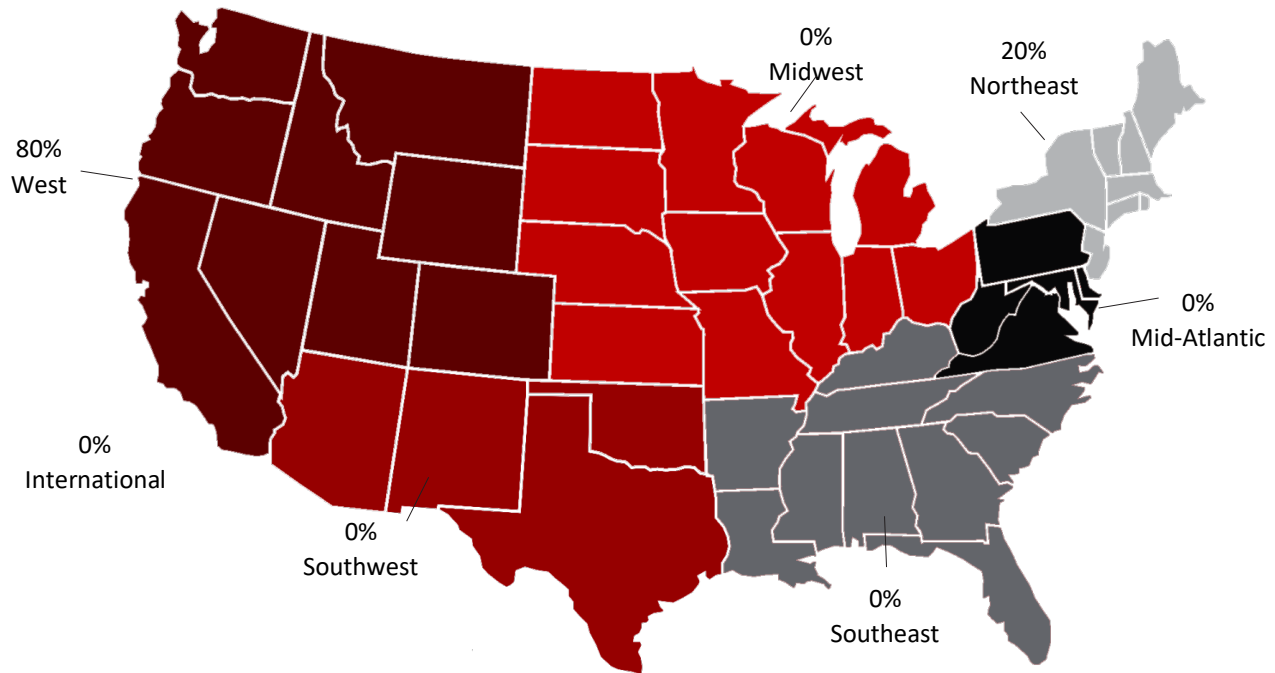 0%
Midwest
20%
Northeast
80%
West
0%
Mid-Atlantic
0%
International
0%
Southwest
0%
Southeast